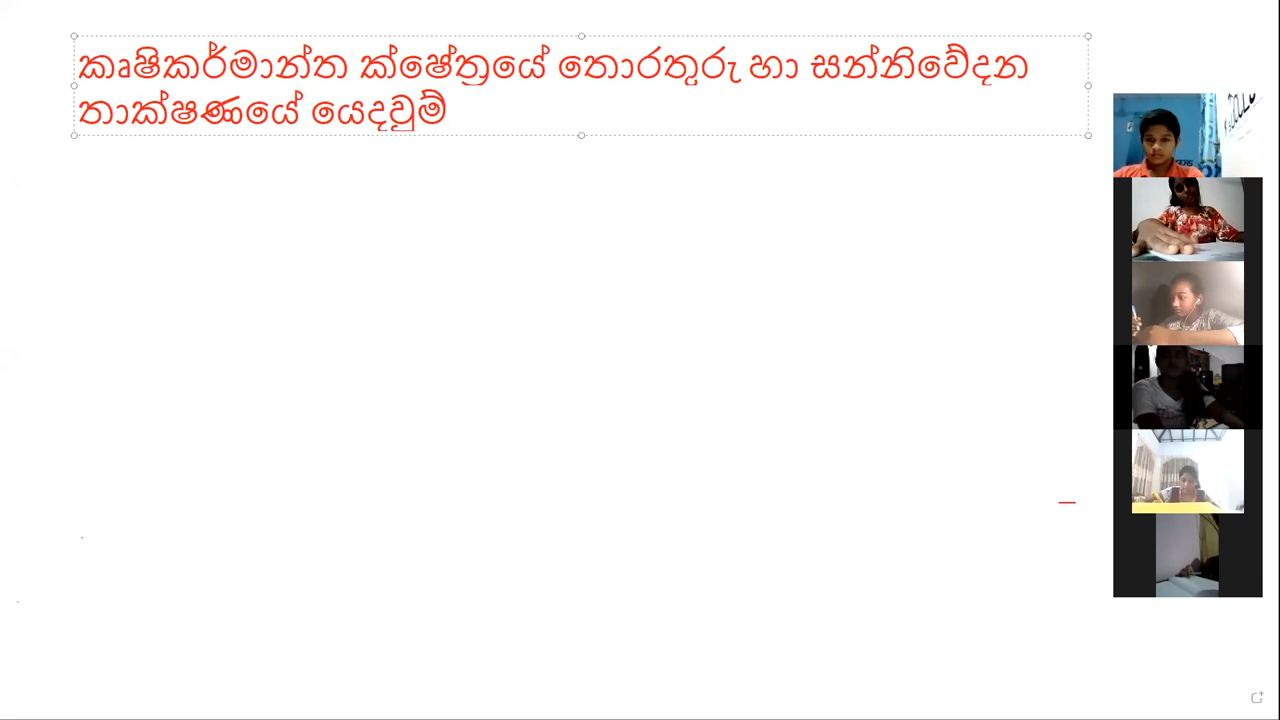 කෘෂිකර්මාන්ත ක්ෂේත්‍රයේ තොරතුරු හා සන්නිවේදන
තාක්ෂණයේ යෙදවුම්